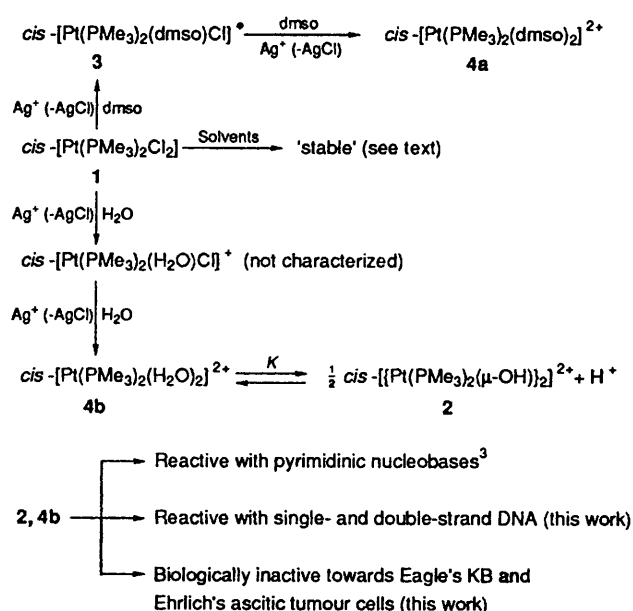 cis -[Pt(PMe₃)₂(dmso)Cl]• dmso Ag⁺ (-AgCl) cis -[Pt(PMe₃)₂(dmso)₂]²⁺
3 4a
Ag⁺ (-AgCl) dmso
cis -[Pt(PMe₃)₂Cl₂] Solvents 'stable' (see text)
1
Ag⁺ (-AgCl) H₂O
cis -[Pt(PMe₃)₂(H₂O)Cl]⁺ (not characterized)
Ag⁺ (-AgCl) H₂O
cis -[Pt(PMe₃)₂(H₂O)₂]²⁺ K ½ cis -[{Pt(PMe₃)₂(μ-OH)}₂]²⁺ + H⁺
4b 2
Reactive with pyrimidinic nucleobases³
2, 4b Reactive with single- and double-strand DNA (this work)
Biologically inactive towards Eagle's KB and
Ehrlich's ascitic tumour cells (this work)